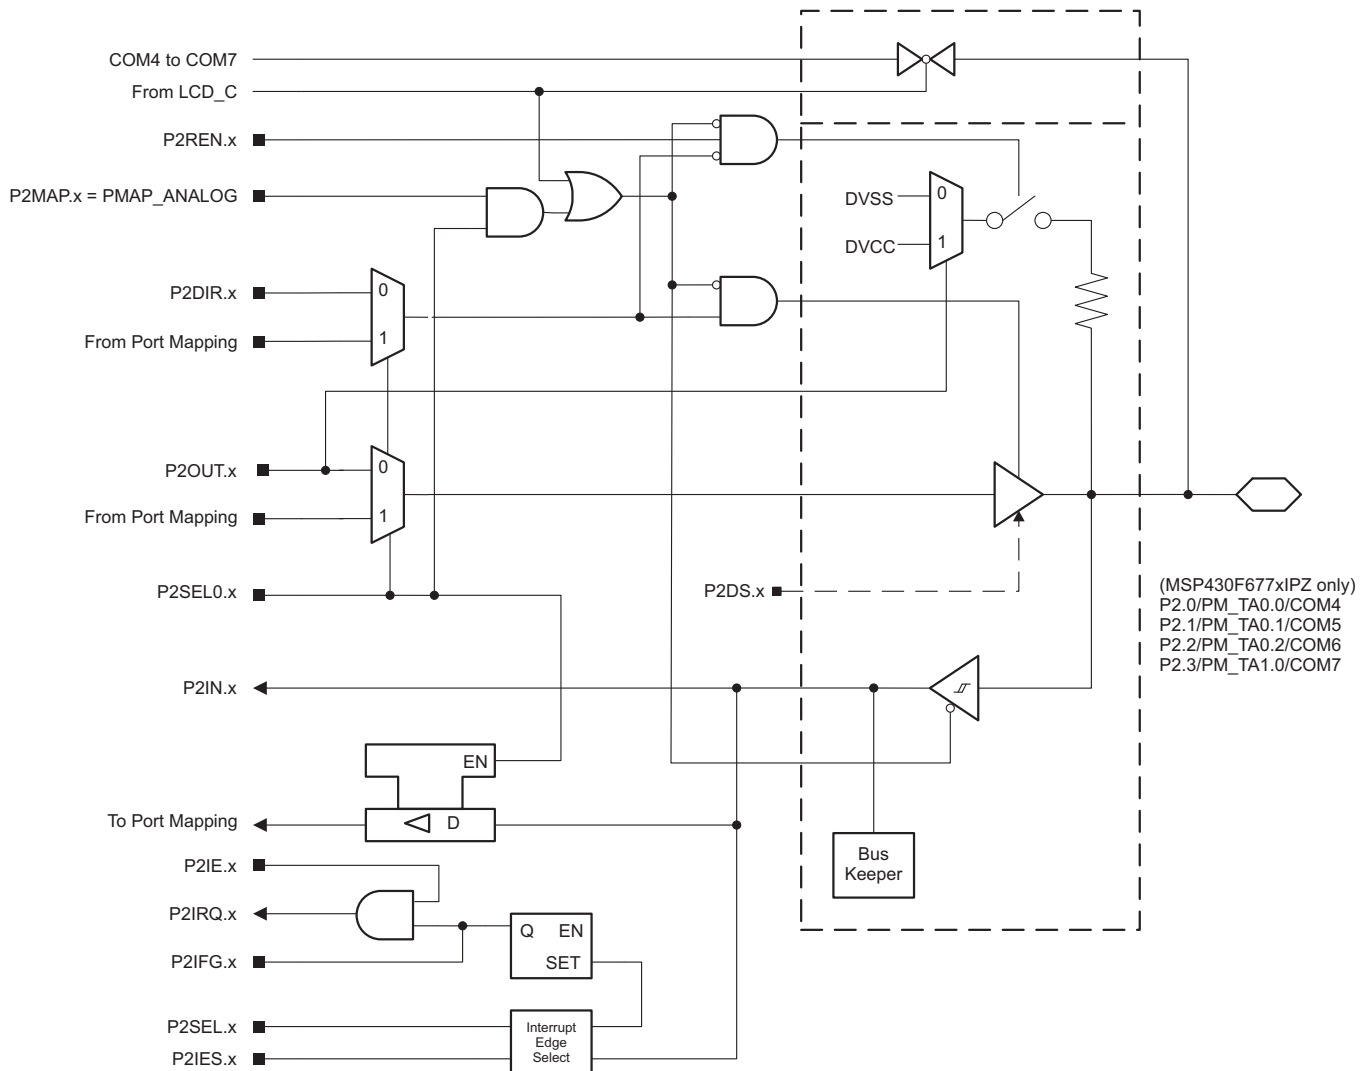 COM4 to COM7
From LCD_C
P2REN.x
P2MAP.x = PMAP_ANALOG
DVSS
0
DVCC
1
P2DIR.x
0
From Port Mapping
1
P2OUT.x
0
From Port Mapping
1
P2SEL0.x
P2DS.x
(MSP430F677xIPZ only)
P2.0/PM_TA0.0/COM4
P2.1/PM_TA0.1/COM5
P2.2/PM_TA0.2/COM6
P2.3/PM_TA1.0/COM7
P2IN.x
EN
To Port Mapping
D
Bus
Keeper
P2IE.x
P2IRQ.x
Q EN
SET
P2IFG.x
P2SEL.x
P2IES.x
Interrupt
Edge
Select